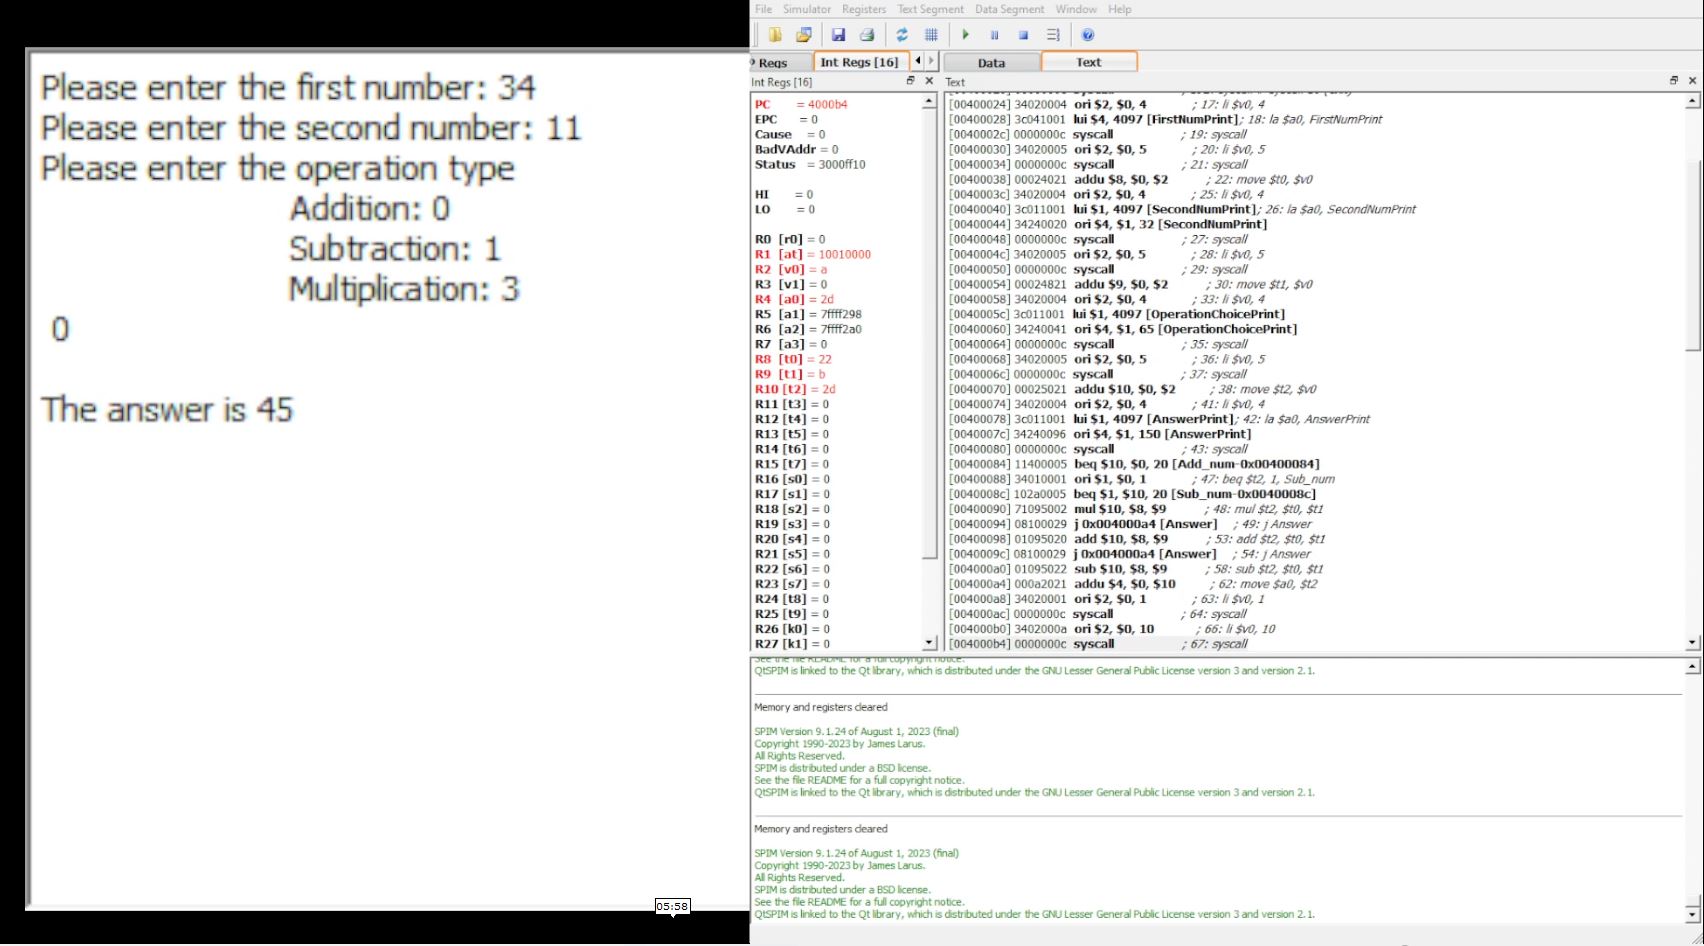 Please enter the first number: 34
Please enter the second number: 11
Please enter the operation type
Addition: 0
Subtraction: 1
Multiplication: 3
0
The answer is 45
05:58
File Simulator Registers Text Segment Data Segment Window Help
Regs Int Regs [16] Data Text
Int Regs [16]
PC = 4000b4
EPC = 0
Cause = 0
BadVAddr = 0
Status = 3000ff10
HI = 0
LO = 0
R0 [r0] = 0
R1 [at] = 10010000
R2 [v0] = a
R3 [v1] = 0
R4 [a0] = 2d
R5 [a1] = 7ffff298
R6 [a2] = 7ffff2a0
R7 [a3] = 0
R8 [t0] = 22
R9 [t1] = b
R10 [t2] = 2d
R11 [t3] = 0
R12 [t4] = 0
R13 [t5] = 0
R14 [t6] = 0
R15 [t7] = 0
R16 [s0] = 0
R17 [s1] = 0
R18 [s2] = 0
R19 [s3] = 0
R20 [s4] = 0
R21 [s5] = 0
R22 [s6] = 0
R23 [s7] = 0
R24 [t8] = 0
R25 [t9] = 0
R26 [k0] = 0
R27 [k1] = 0
Text
[00400024] 34020004 ori $2, $0, 4 ; 17: li $v0, 4
[00400028] 3c041001 lui $4, 4097 [FirstNumPrint]; 18: la $a0, FirstNumPrint
[0040002c] 0000000c syscall ; 19: syscall
[00400030] 34020005 ori $2, $0, 5 ; 20: li $v0, 5
[00400034] 0000000c syscall ; 21: syscall
[00400038] 00024021 addu $8, $0, $2 ; 22: move $t0, $v0
[0040003c] 34020004 ori $2, $0, 4 ; 25: li $v0, 4
[00400040] 3c011001 lui $1, 4097 [SecondNumPrint]; 26: la $a0, SecondNumPrint
[00400044] 34240020 ori $4, $1, 32 [SecondNumPrint]
[00400048] 0000000c syscall ; 27: syscall
[0040004c] 34020005 ori $2, $0, 5 ; 28: li $v0, 5
[00400050] 0000000c syscall ; 29: syscall
[00400054] 00024821 addu $9, $0, $2 ; 30: move $t1, $v0
[00400058] 34020004 ori $2, $0, 4 ; 33: li $v0, 4
[0040005c] 3c011001 lui $1, 4097 [OperationChoicePrint]
[00400060] 34240041 ori $4, $1, 65 [OperationChoicePrint]
[00400064] 0000000c syscall ; 35: syscall
[00400068] 34020005 ori $2, $0, 5 ; 36: li $v0, 5
[0040006c] 0000000c syscall ; 37: syscall
[00400070] 00025021 addu $10, $0, $2 ; 38: move $t2, $v0
[00400074] 34020004 ori $2, $0, 4 ; 41: li $v0, 4
[00400078] 3c011001 lui $1, 4097 [AnswerPrint]; 42: la $a0, AnswerPrint
[0040007c] 34240096 ori $4, $1, 150 [AnswerPrint]
[00400080] 0000000c syscall ; 43: syscall
[00400084] 11400005 beq $10, $0, 20 [Add_num-0x00400084]
[00400088] 34010001 ori $1, $0, 1 ; 47: beq $t2, 1, Sub_num
[0040008c] 102a0005 beq $1, $10, 20 [Sub_num-0x0040008c]
[00400090] 71095002 mul $10, $8, $9 ; 48: mul $t2, $t0, $t1
[00400094] 08100029 j 0x004000a4 [Answer] ; 49: j Answer
[00400098] 01095020 add $10, $8, $9 ; 53: add $t2, $t0, $t1
[0040009c] 08100029 j 0x004000a4 [Answer] ; 54: j Answer
[004000a0] 01095022 sub $10, $8, $9 ; 58: sub $t2, $t0, $t1
[004000a4] 000a2021 addu $4, $0, $10 ; 62: move $a0, $t2
[004000a8] 34020001 ori $2, $0, 1 ; 63: li $v0, 1
[004000ac] 0000000c syscall ; 64: syscall
[004000b0] 3402000a ori $2, $0, 10 ; 66: li $v0, 10
[004000b4] 0000000c syscall ; 67: syscall
See the file README for a full copyright notice.
QtSPIM is linked to the Qt library, which is distributed under the GNU Lesser General Public License version 3 and version 2.1.
Memory and registers cleared
SPIM Version 9.1.24 of August 1, 2023 (final)
Copyright 1990-2023 by James Larus.
All Rights Reserved.
SPIM is distributed under a BSD license.
See the file README for a full copyright notice.
QtSPIM is linked to the Qt library, which is distributed under the GNU Lesser General Public License version 3 and version 2.1.
Memory and registers cleared
SPIM Version 9.1.24 of August 1, 2023 (final)
Copyright 1990-2023 by James Larus.
All Rights Reserved.
SPIM is distributed under a BSD license.
See the file README for a full copyright notice.
QtSPIM is linked to the Qt library, which is distributed under the GNU Lesser General Public License version 3 and version 2.1.